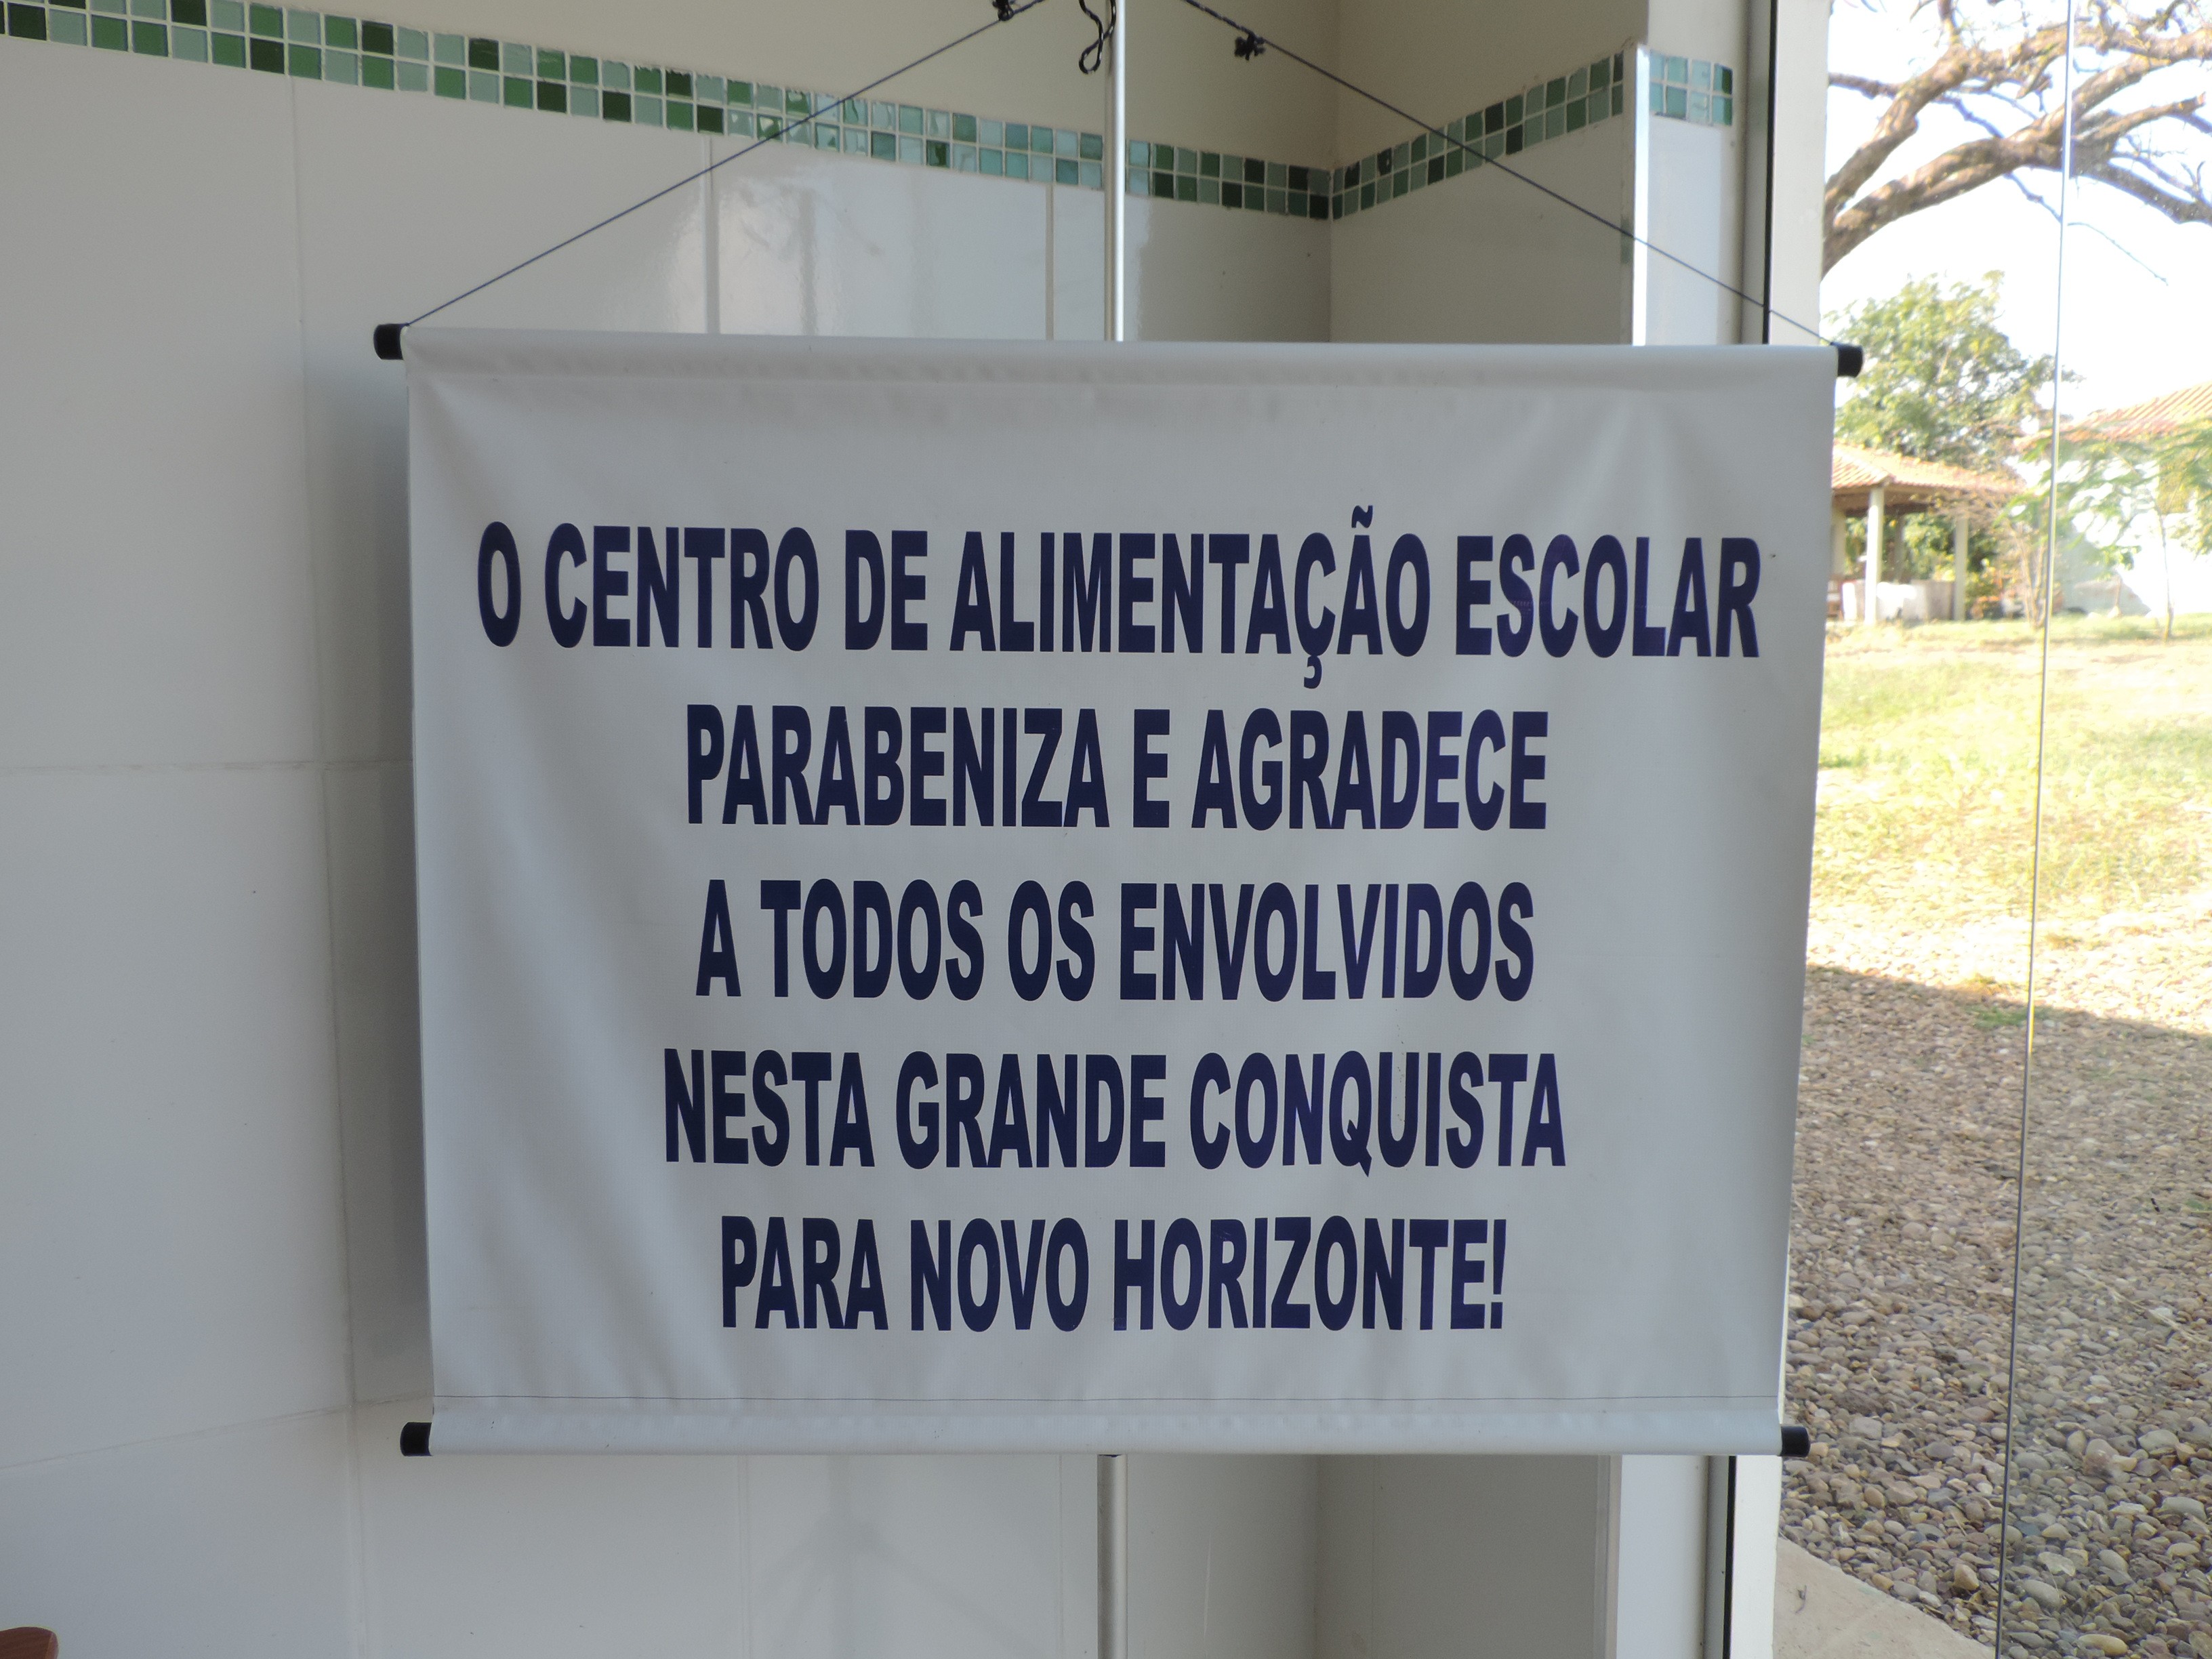 O CENTRO DE ALIMENTAÇÃO ESCOLAR
PARABENIZA E AGRADECE
A TODOS OS ENVOLVIDOS
NESTA GRANDE CONQUISTA
PARA NOVO HORIZONTE!